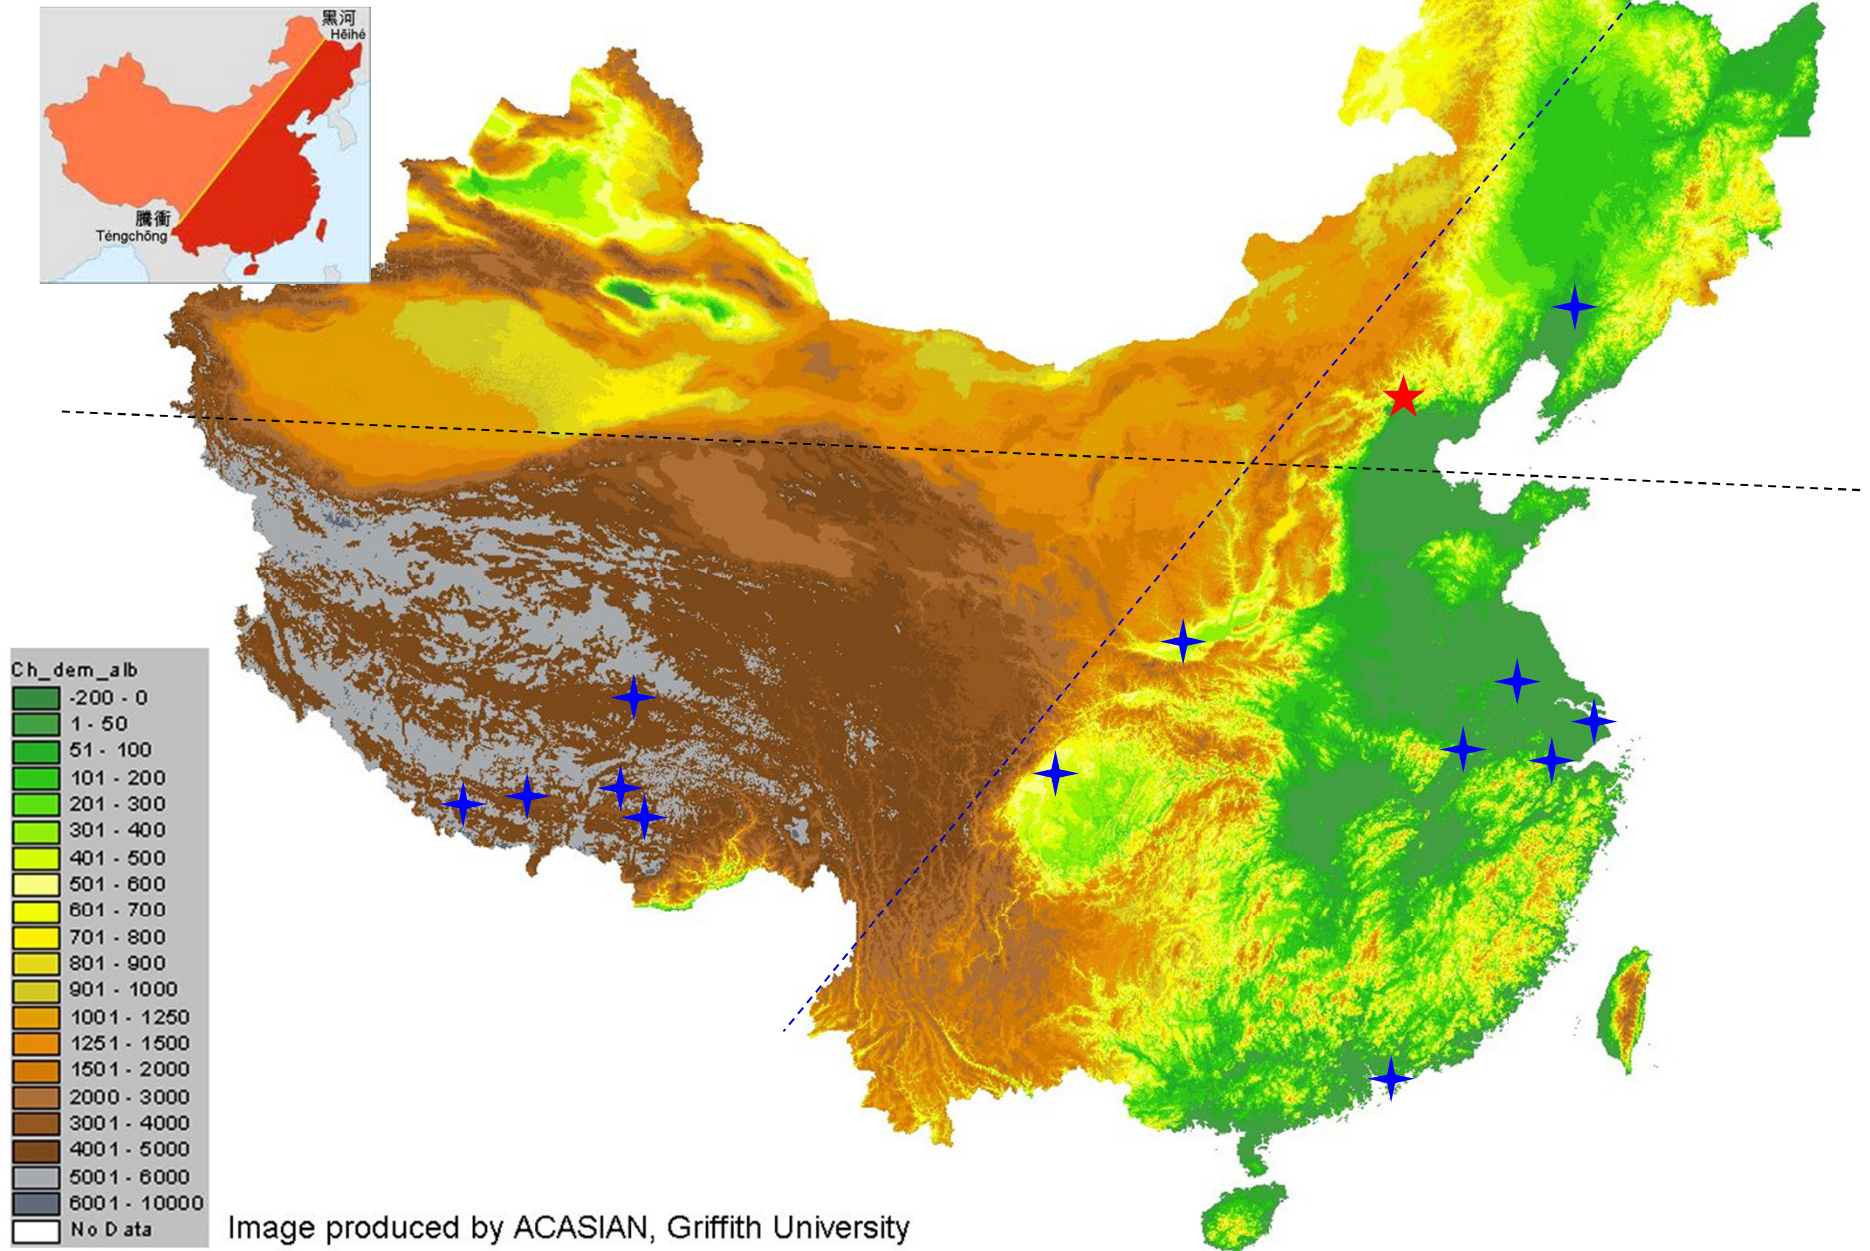 黑河
Hēihé
騰衝
Téngchōng
Ch_dem_alb
-200 - 0
1 - 50
51 - 100
101 - 200
201 - 300
301 - 400
401 - 500
501 - 600
601 - 700
701 - 800
801 - 900
901 - 1000
1001 - 1250
1251 - 1500
1501 - 2000
2000 - 3000
3001 - 4000
4001 - 5000
5001 - 6000
6001 - 10000
No Data
Image produced by ACASIAN, Griffith University